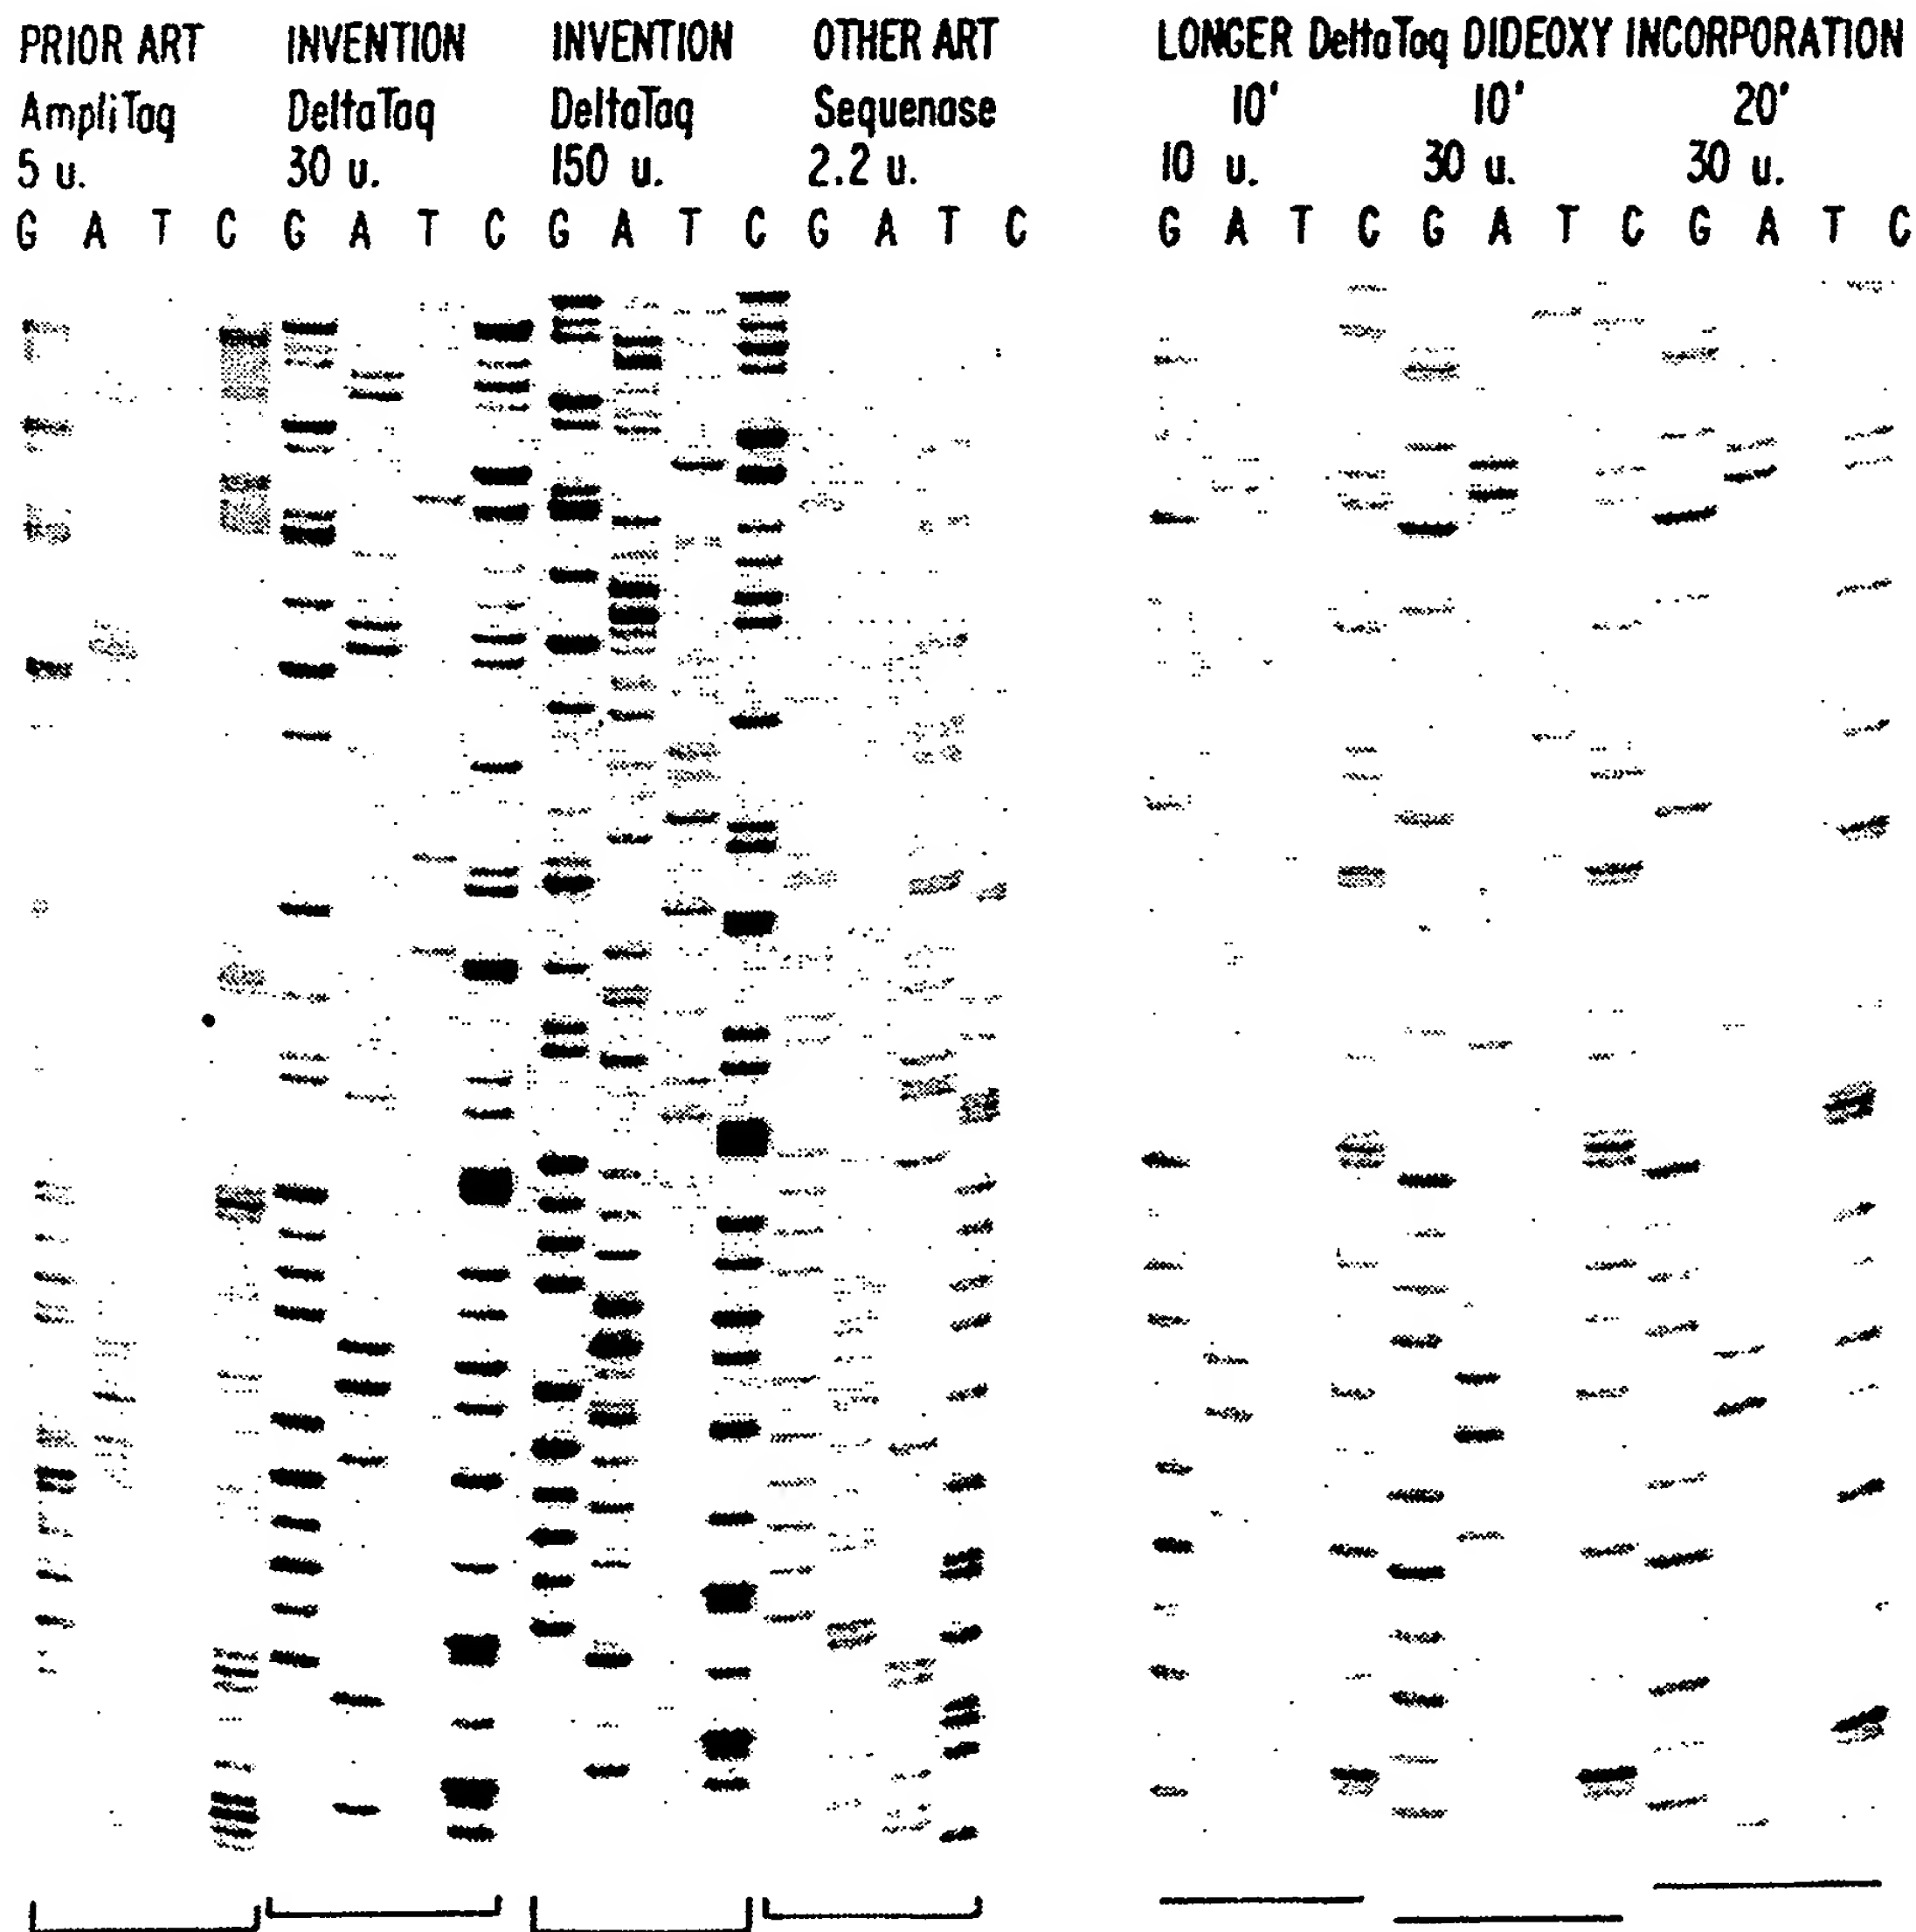 PRIOR ART INVENTION INVENTION OTHER ART LONGER DeltaTaq DIDEOXY INCORPORATION
AmpliTaq DeltaTaq DeltaTaq Sequenase 10' 10' 20'
5 u. 30 u. 150 u. 2.2 u. 10 u. 30 u. 30 u.
G A T C G A T C G A T C G A T C G A T C G A T C G A T C